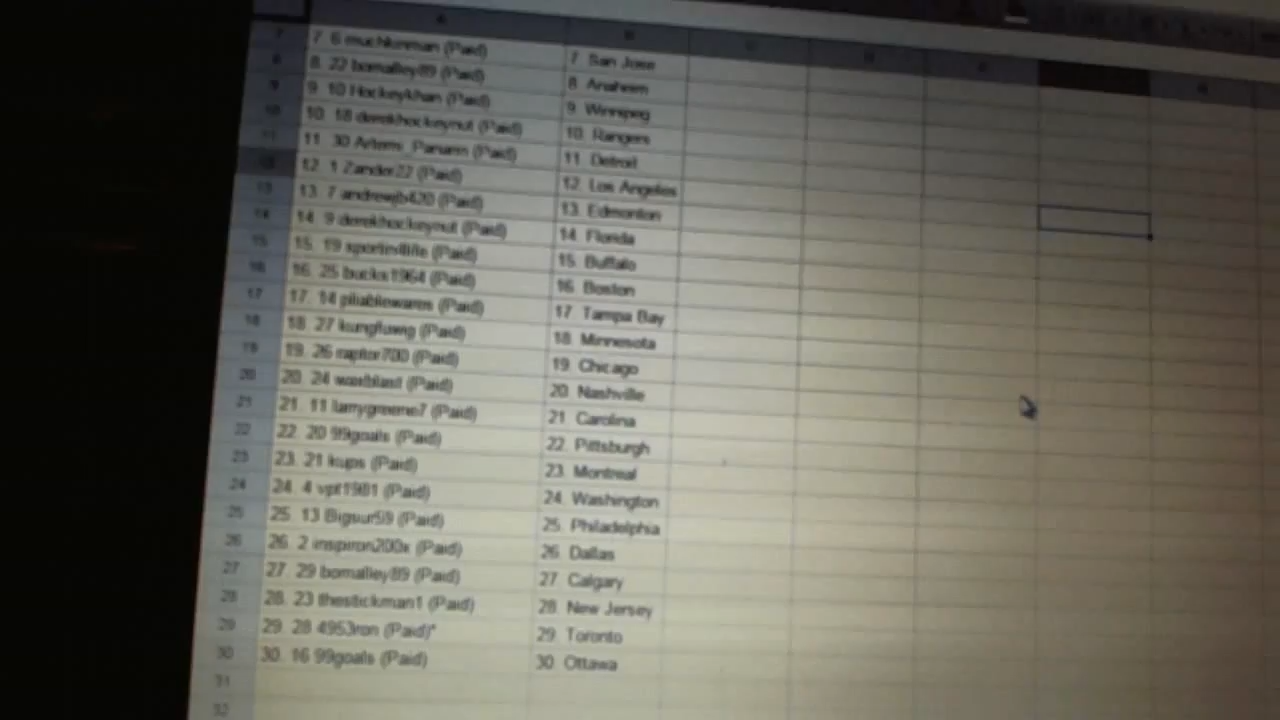 7. 6 muchkinman (Paid) 7 San Jose
8. 22 bomalley89 (Paid) 8 Anaheim
9. 10 Hockeykhan (Paid) 9. Winnipeg
10. 18 derekhockeynut (Paid) 10. Rangers
11. 30 Artemi_Panarin (Paid) 11 Detroit
12. 1 Zander22 (Paid) 12. Los Angeles
13. 7 andrewjb420 (Paid) 13. Edmonton
14. 9 derekhockeynut (Paid) 14. Florida
15. 19 (Paid) 15 Buffalo
16. 25 bucks1964 (Paid) 16 Boston
17. 14 pliablewares (Paid) 17. Tampa Bay
18. 27 kungfuwig (Paid) 18 Minnesota
19. 26 raptor700 (Paid) 19. Chicago
20. 24 waxblast (Paid) 20. Nashville
21. 11 larrygreene7 (Paid) 21 Carolina
22. 20 99goals (Paid) 22. Pittsburgh
23. 21 kups (Paid) 23. Montreal
24. 4 vpt1981 (Paid) 24. Washington
25. 13 Bigsur59 (Paid) 25. Philadelphia
26. 2 inspiron200x (Paid) 26. Dallas
27. 29 bomalley89 (Paid) 27. Calgary
28. 23 thestickman1 (Paid) 28. New Jersey
29. 28 4953ron (Paid)* 29. Toronto
30. 16 99goals (Paid) 30. Ottawa
31
32